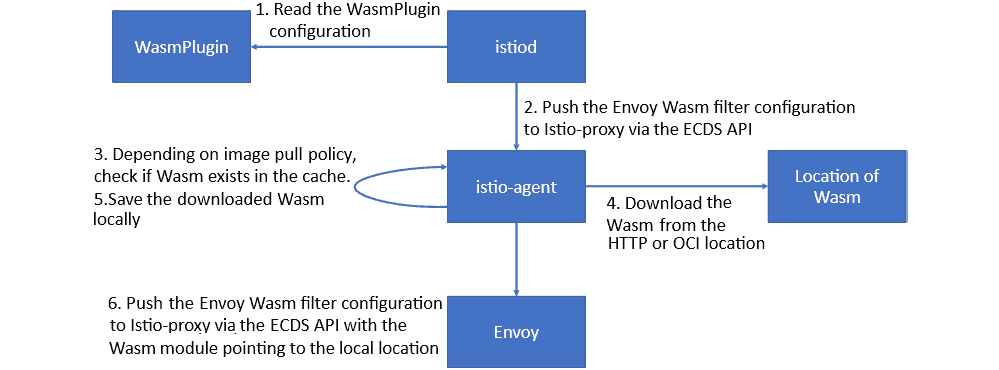 1. Read the WasmPlugin
configuration
WasmPlugin
istiod
2. Push the Envoy Wasm filter configuration
to Istio-proxy via the ECDS API
3. Depending on image pull policy,
check if Wasm exists in the cache.
5.Save the downloaded Wasm
locally
istio-agent
Location of
Wasm
4. Download the
Wasm from the
HTTP or OCI location
6. Push the Envoy Wasm filter configuration
to Istio-proxy via the ECDS API with the
Wasm module pointing to the local location
Envoy